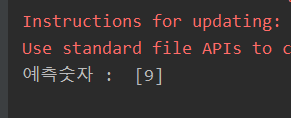 Instructions for updating:
Use standard file APIs to
예측숫자 :  [9]